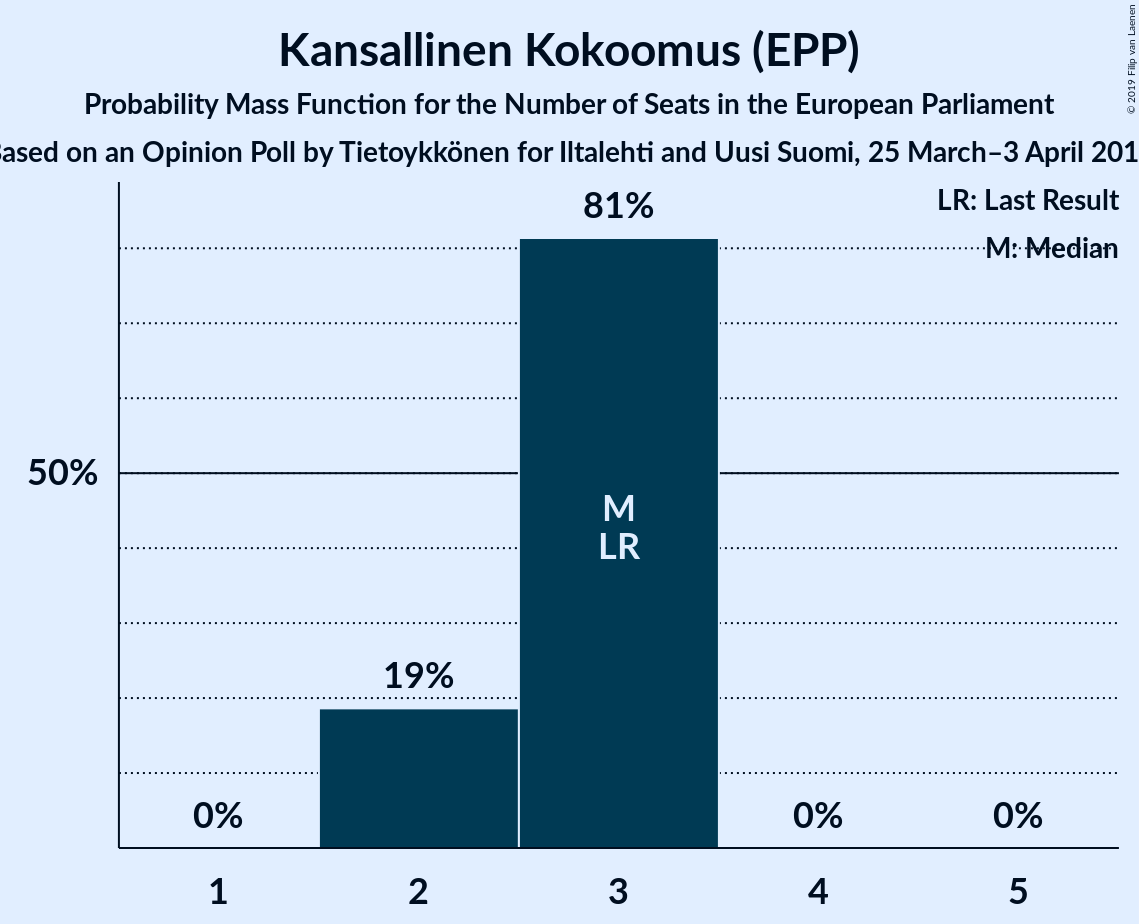 Kansallinen Kokoomus (EPP)
Probability Mass Function for the Number of Seats in the European Parliament
ased on an Opinion Poll by Tietoykkönen for Iltalehti and Uusi Suomi, 25 March–3 April 201
© 2019 Filip van Laenen
LR: Last Result
M: Median
81%
50%
M
LR
19%
0%
0%
0%
1
2
3
4
5